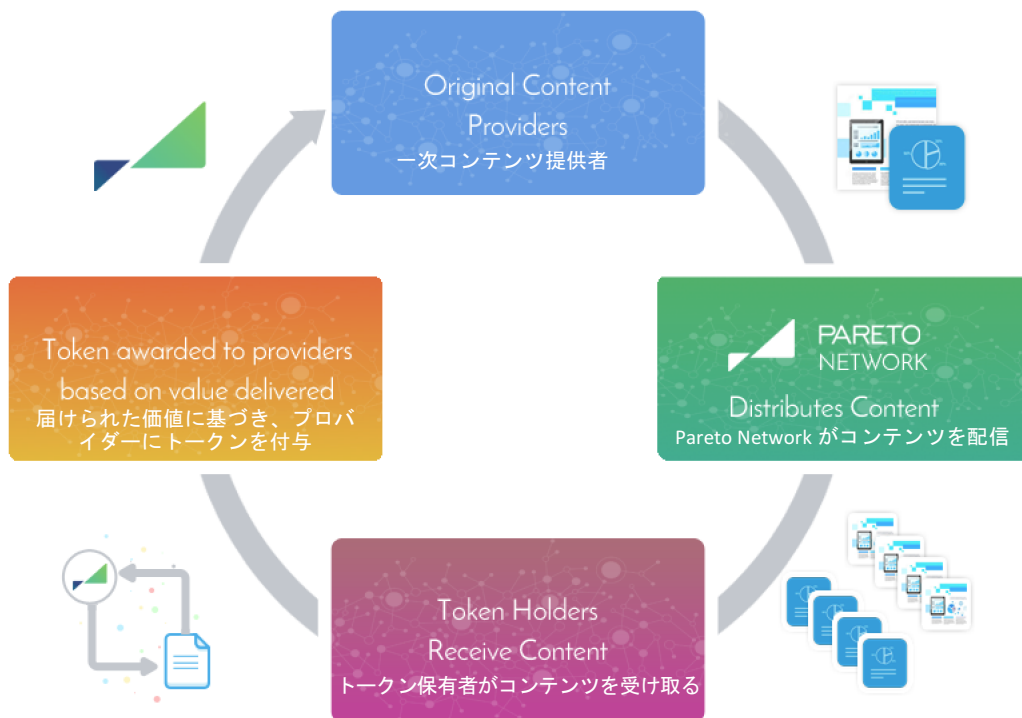 Original Content
Providers
一次コンテンツ提供者
PARETO
NETWORK
Distributes Content
Pareto Network がコンテンツを配信
Token Holders
Receive Content
トークン保有者がコンテンツを受け取る
Token awarded to providers
based on value delivered
届けられた価値に基づき、プロバ
イダーにトークンを付与